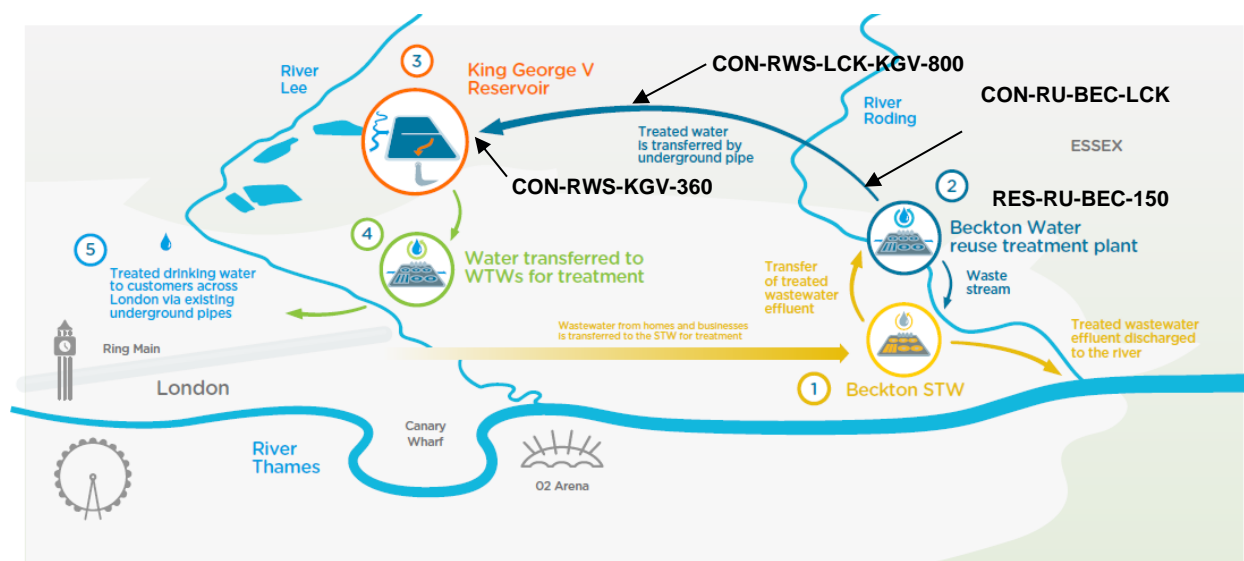 3
River
Lee
King George V
Reservoir
CON-RWS-LCK-KGV-800
CON-RU-BEC-LCK
River
Roding
Treated water
is transferred by
underground pipe
ESSEX
CON-RWS-KGV-360
2
RES-RU-BEC-150
Beckton Water
reuse treatment plant
4
5
Water transferred to
WTWs for treatment
Treated drinking water
to customers across
London via existing
underground pipes
Transfer
of treated
wastewater
effluent
Waste
stream
Wastewater from homes and businesses
is transferred to the STW for treatment
Treated wastewater
effluent discharged
to the river
Ring Main
London
1
Beckton STW
Canary
Wharf
River
Thames
O2 Arena